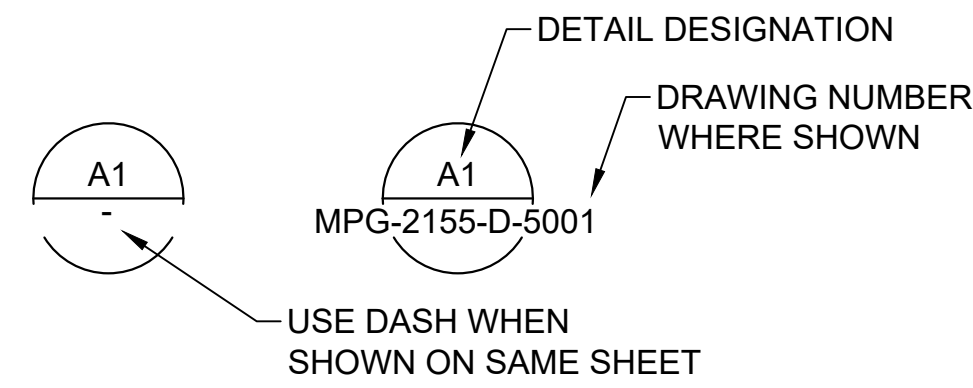 DETAIL DESIGNATION
DRAWING NUMBER
WHERE SHOWN
A1
-
A1
MPG-2155-D-5001
USE DASH WHEN
SHOWN ON SAME SHEET